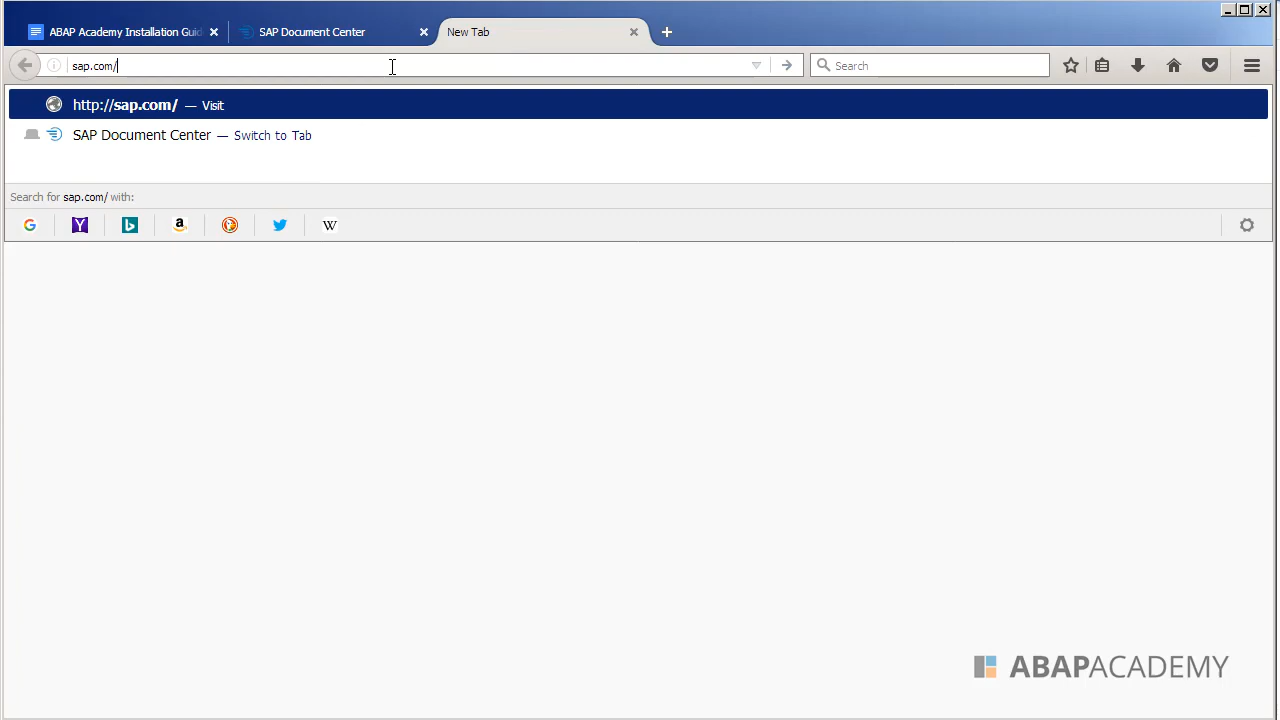 ABAP Academy Installation Guid
SAP Document Center
New Tab
sap.com/
Search
http://sap.com/ — Visit
SAP Document Center — Switch to Tab
Search for sap.com/ with:
ABAPACADEMY